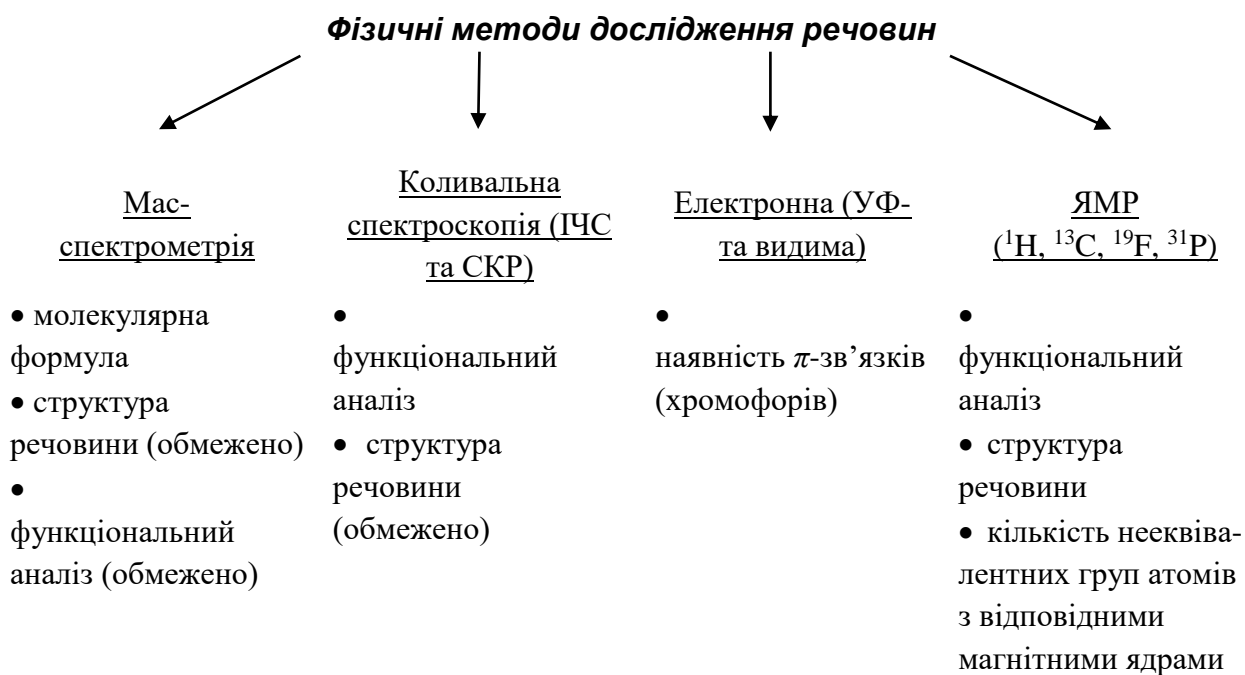 Фізичні методи дослідження речовин
Мас-
спектрометрія
• молекулярна
формула
• структура
речовини (обмежено)
•
функціональний
аналіз (обмежено)
Коливальна
спектроскопія (ІЧС
та СКР)
•
функціональний
аналіз
• структура
речовини
(обмежено)
Електронна (УФ-
та видима)
•
наявність π-зв’язків
(хромофорів)
ЯМР
(¹H, ¹³C, ¹⁹F, ³¹P)
•
функціональний
аналіз
• структура
речовини
• кількість нееквіва-
лентних груп атомів
з відповідними
магнітними ядрами